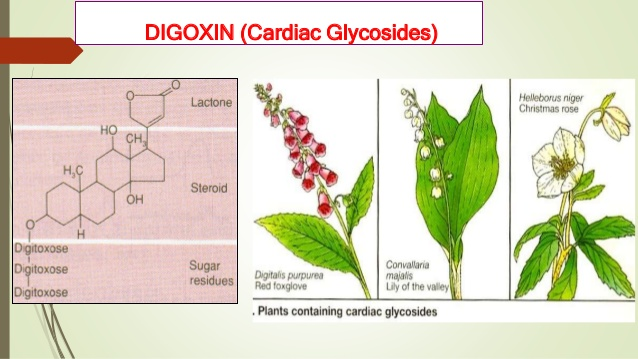 DIGOXIN (Cardiac Glycosides)
O
O
Lactone
HO
CH3
H3C
OH
Steroid
O
H
Digitoxose
Digitoxose
Digitoxose
Sugar
residues
Digitalis purpurea
Red foxglove
Convallaria
majalis
Lily of the valley
Helleborus niger
Christmas rose
. Plants containing cardiac glycosides